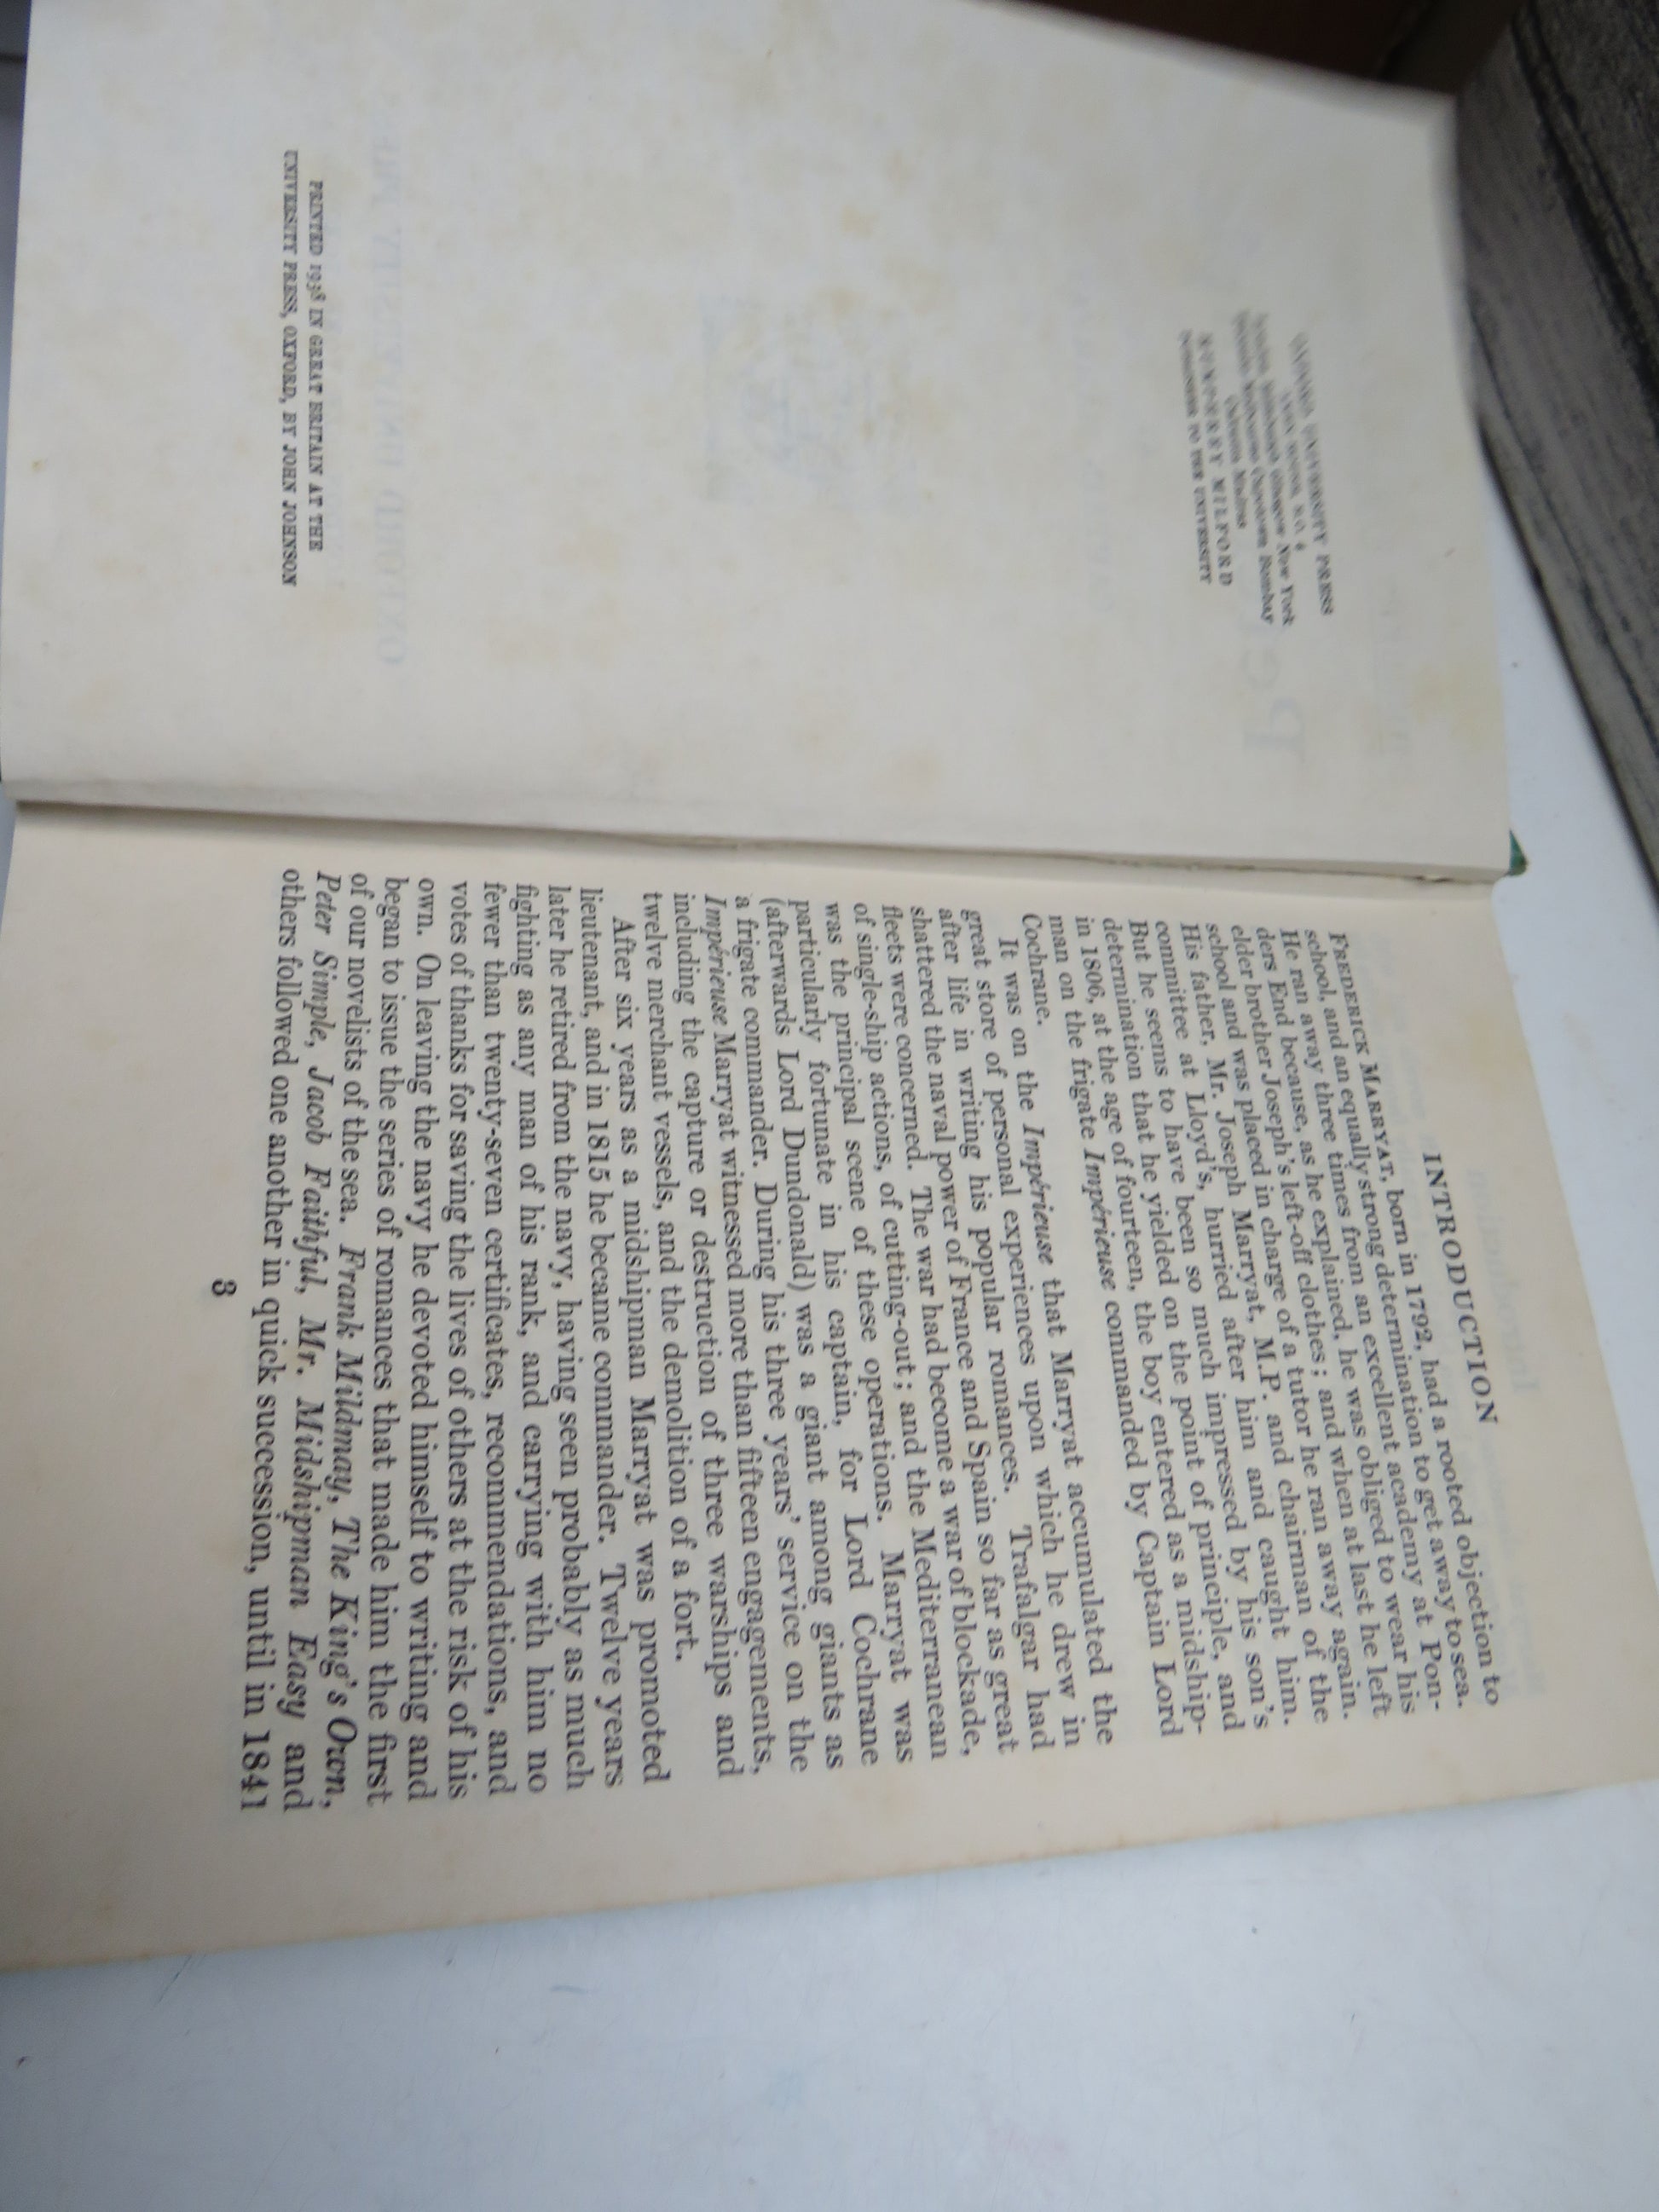 OXFORD UNIVERSITY PRESS
AMEN HOUSE, E.C. 4
London Edinburgh Glasgow New York
Toronto Melbourne Capetown Bombay
Calcutta Madras
HUMPHREY MILFORD
PUBLISHER TO THE UNIVERSITY
PRINTED 1938 IN GREAT BRITAIN AT THE
UNIVERSITY PRESS, OXFORD, BY JOHN JOHNSON
INTRODUCTION
FREDERICK MARRYAT, born in 1792, had a rooted objection to
school, and an equally strong determination to get away to sea.
He ran away three times from an excellent academy at Pon-
ders End because, as he explained, he was obliged to wear his
elder brother Joseph's left-off clothes; and when at last he left
school and was placed in charge of a tutor he ran away again.
His father, Mr. Joseph Marryat, M.P. and chairman of the
committee at Lloyd's, hurried after him and caught him.
But he seems to have been so much impressed by his son's
determination that he yielded on the point of principle, and
in 1806, at the age of fourteen, the boy entered as a midship-
man on the frigate Impérieuse commanded by Captain Lord
Cochrane.
It was on the Impérieuse that Marryat accumulated the
great store of personal experiences upon which he drew in
after life in writing his popular romances. Trafalgar had
shattered the naval power of France and Spain so far as great
fleets were concerned. The war had become a war of blockade,
of single-ship actions, of cutting-out; and the Mediterranean
was the principal scene of these operations. Marryat was
particularly fortunate in his captain, for Lord Cochrane
(afterwards Lord Dundonald) was a giant among giants as
a frigate commander. During his three years' service on the
Impérieuse Marryat witnessed more than fifteen engagements,
including the capture or destruction of three warships and
twelve merchant vessels, and the demolition of a fort.
After six years as a midshipman Marryat was promoted
lieutenant, and in 1815 he became commander. Twelve years
later he retired from the navy, having seen probably as much
fighting as any man of his rank, and carrying with him no
fewer than twenty-seven certificates, recommendations, and
votes of thanks for saving the lives of others at the risk of his
own. On leaving the navy he devoted himself to writing and
began to issue the series of romances that made him the first
of our novelists of the sea. Frank Mildmay, The King's Own,
Peter Simple, Jacob Faithful, Mr. Midshipman Easy and
others followed one another in quick succession, until in 1841
3